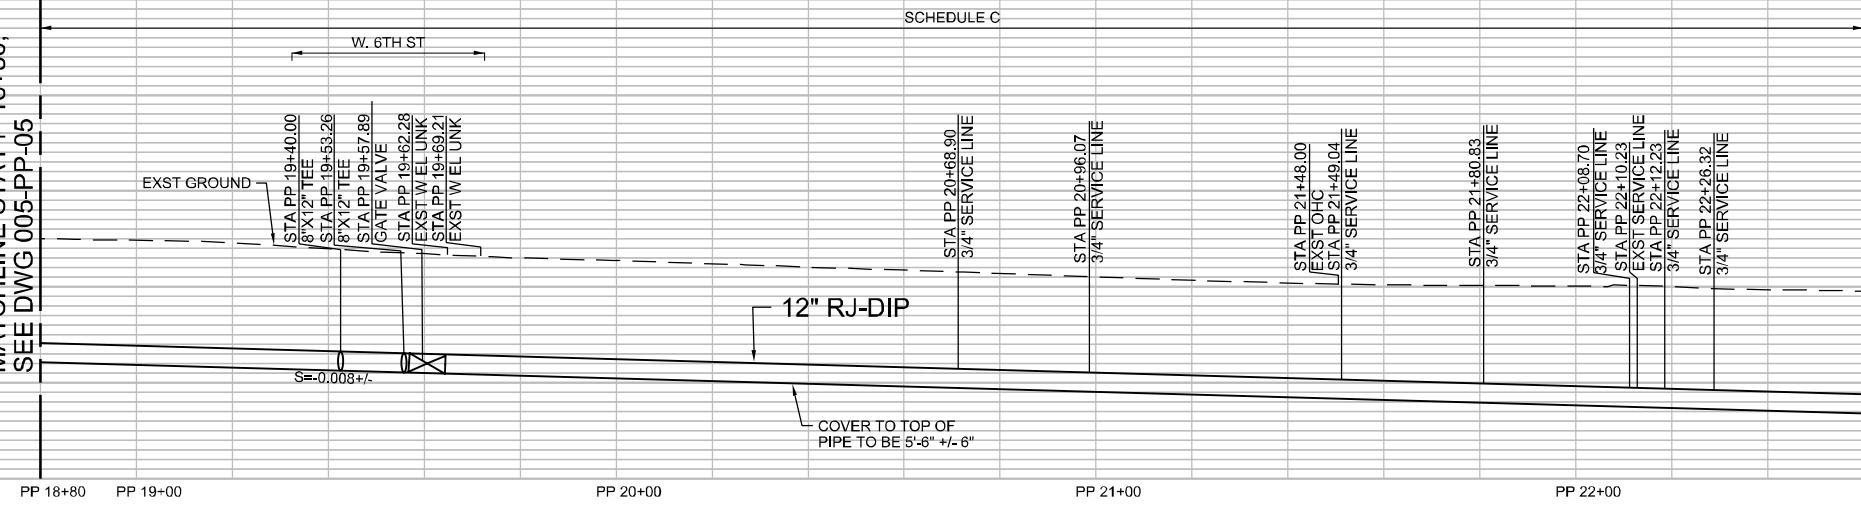 SCHEDULE C
W. 6TH ST
SEE DWG 005-PP-05
EXST GROUND
STA PP 19+40.00
8"X12" TEE
STA PP 19+53.26
8"X12" TEE
STA PP 19+57.89
GATE VALVE
STA PP 19+62.28
EXST W EL UNK
STA PP 19+69.21
EXST W EL UNK
STA PP 20+68.90
3/4" SERVICE LINE
STA PP 20+96.07
3/4" SERVICE LINE
STA PP 21+48.00
EXST OHC
STA PP 21+49.04
3/4" SERVICE LINE
STA PP 21+80.83
3/4" SERVICE LINE
STA PP 22+08.70
3/4" SERVICE LINE
STA PP 22+10.23
EXST SERVICE LINE
STA PP 22+12.23
3/4" SERVICE LINE
STA PP 22+26.32
3/4" SERVICE LINE
12" RJ-DIP
S=-0.008+/-
COVER TO TOP OF
PIPE TO BE 5'-6" +/- 6"
PP 18+80
PP 19+00
PP 20+00
PP 21+00
PP 22+00